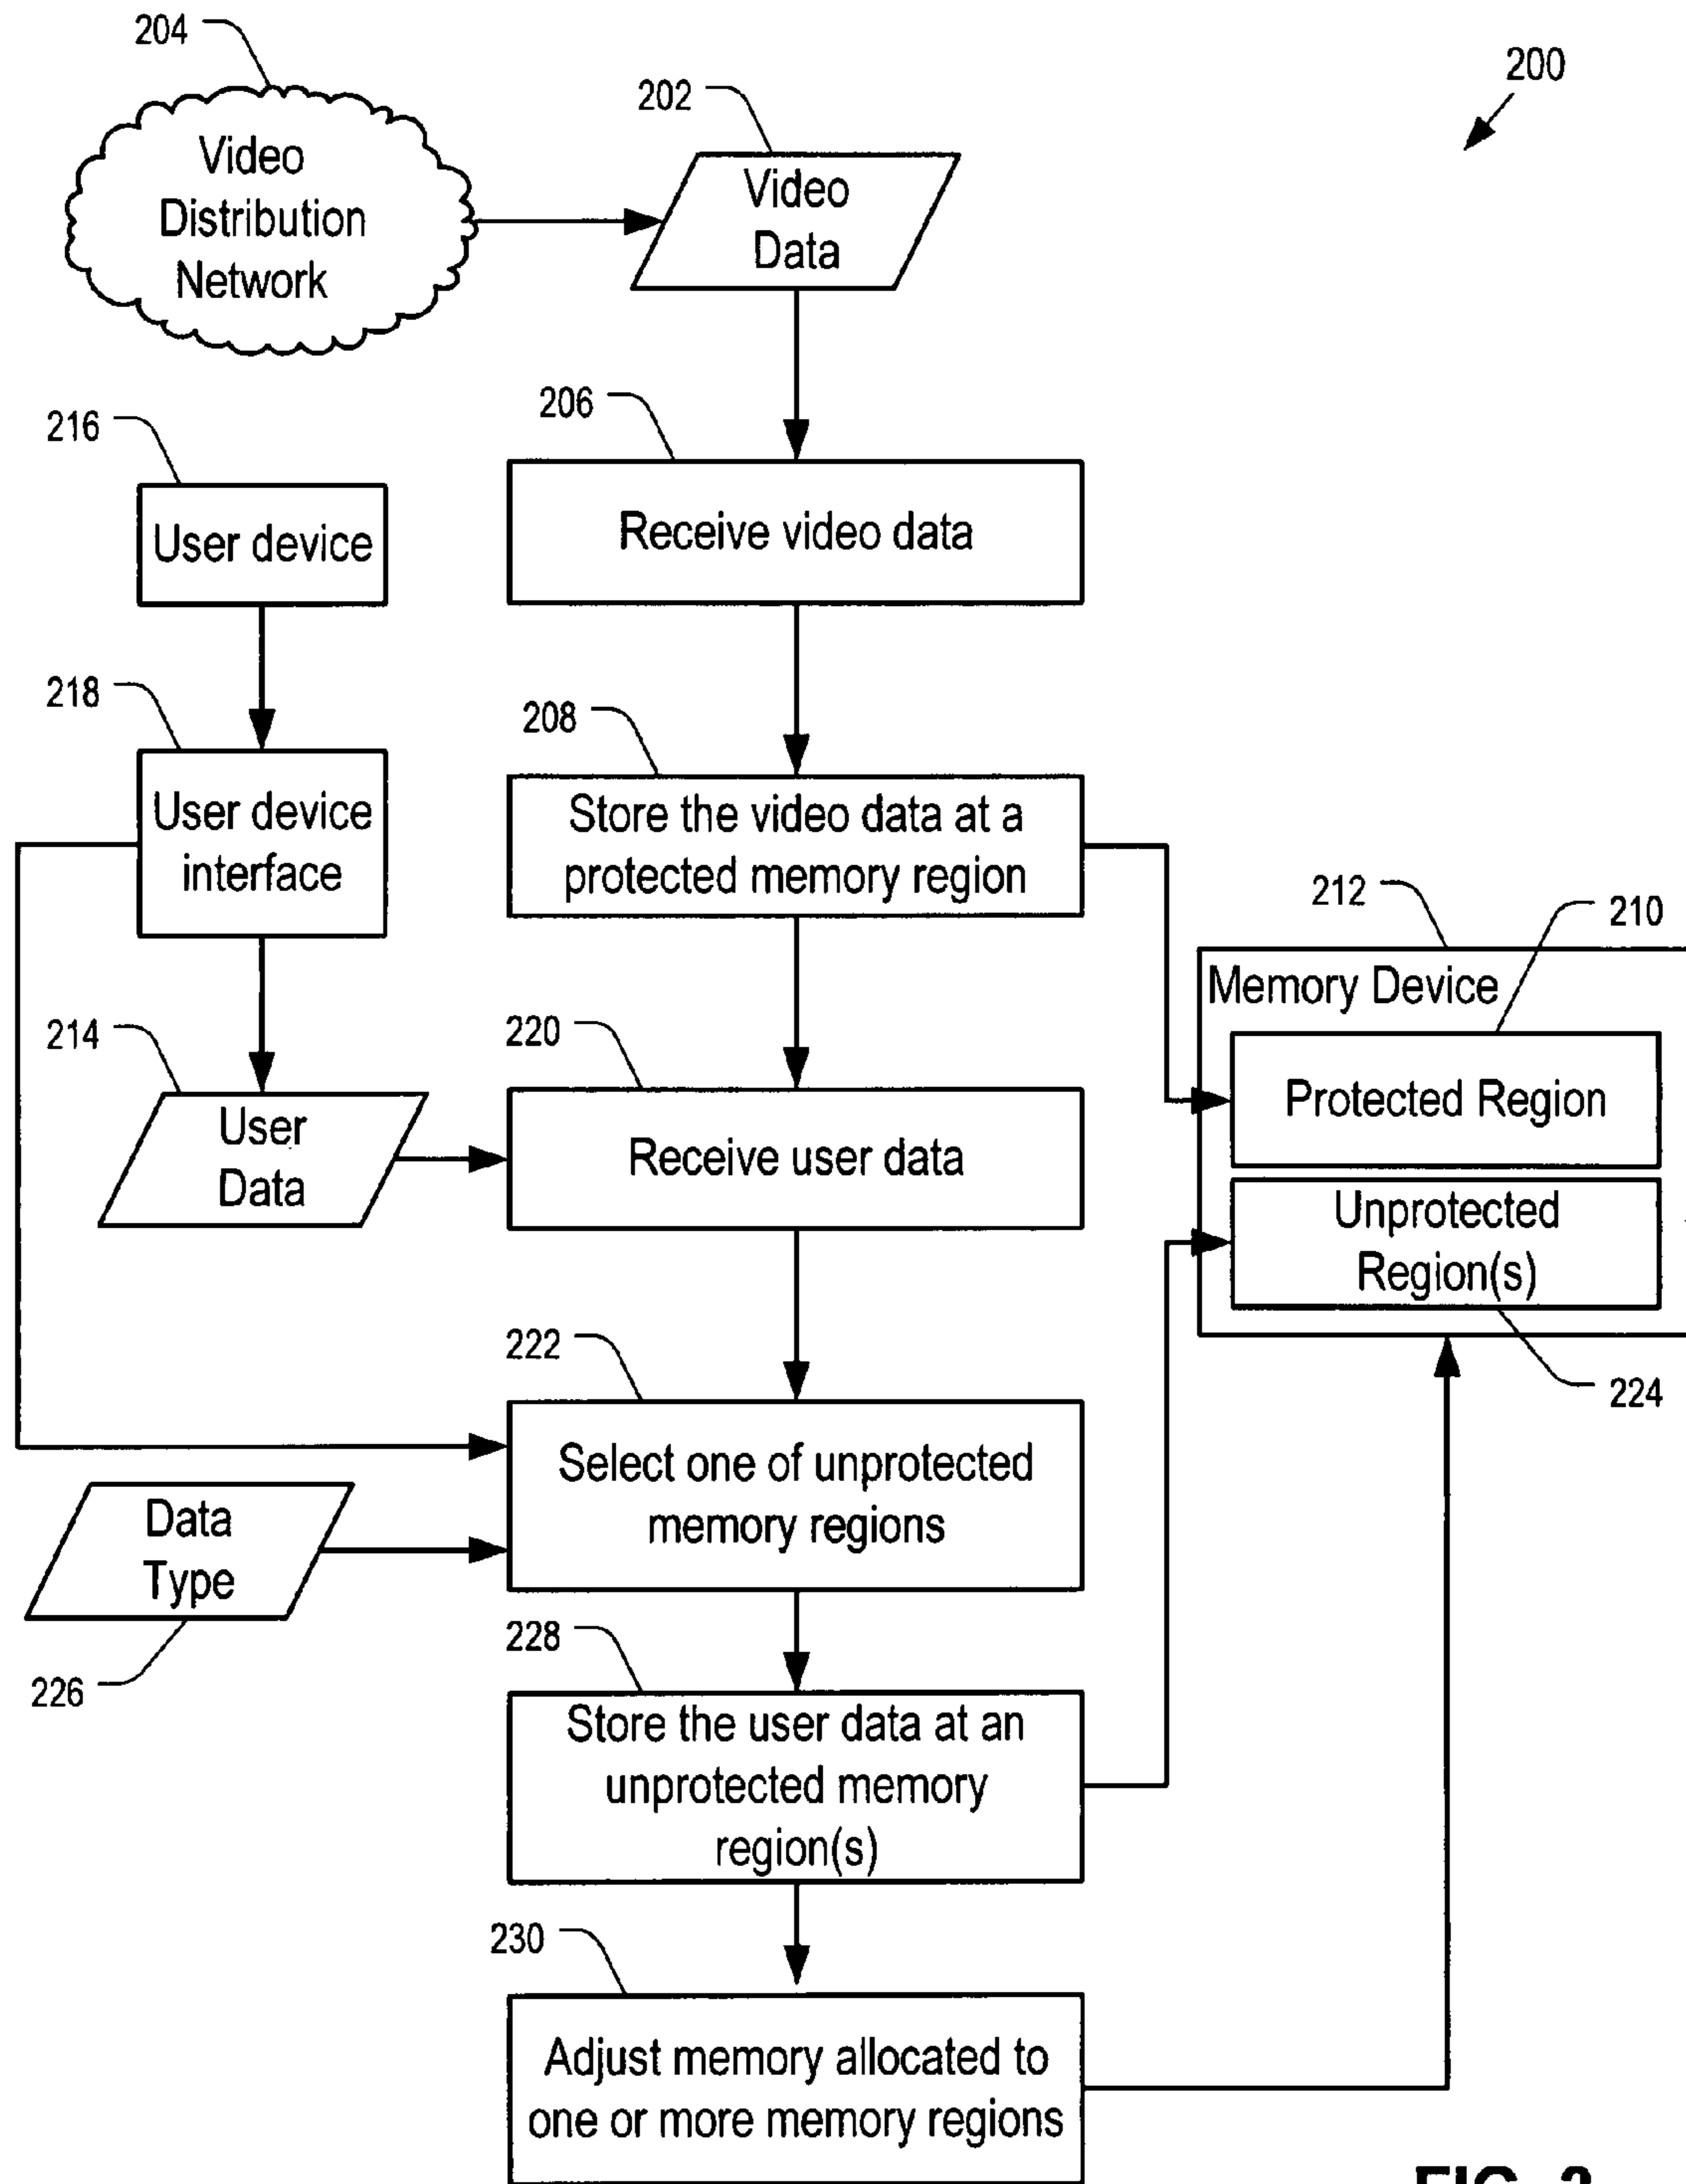 204
Video
Distribution
Network
202
Video
Data
200
206
Receive video data
216
User device
218
User device
interface
208
Store the video data at a
protected memory region
212
210
Memory Device
Protected Region
Unprotected
Region(s)
224
214
User
Data
220
Receive user data
222
Select one of unprotected
memory regions
Data
Type
226
228
Store the user data at an
unprotected memory
region(s)
230
Adjust memory allocated to
one or more memory regions